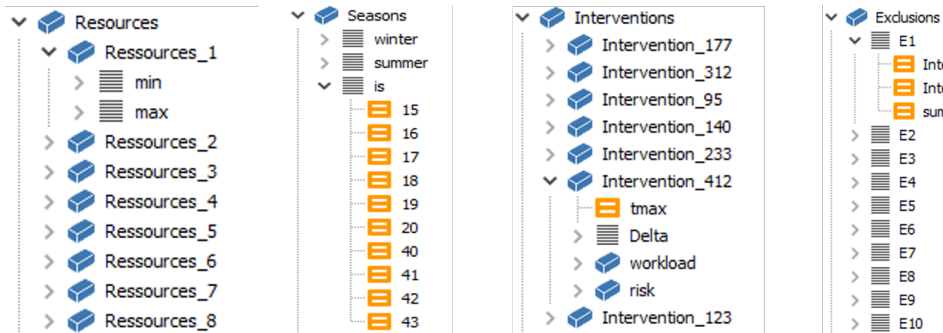 Resources
Ressources_1
min
max
Ressources_2
Ressources_3
Ressources_4
Ressources_5
Ressources_6
Ressources_7
Ressources_8
Seasons
winter
summer
is
15
16
17
18
19
20
40
41
42
43
Interventions
Intervention_177
Intervention_312
Intervention_95
Intervention_140
Intervention_233
Intervention_412
tmax
Delta
workload
risk
Intervention_123
Exclusions
E1
E2
E3
E4
E5
E6
E7
E8
E9
E10